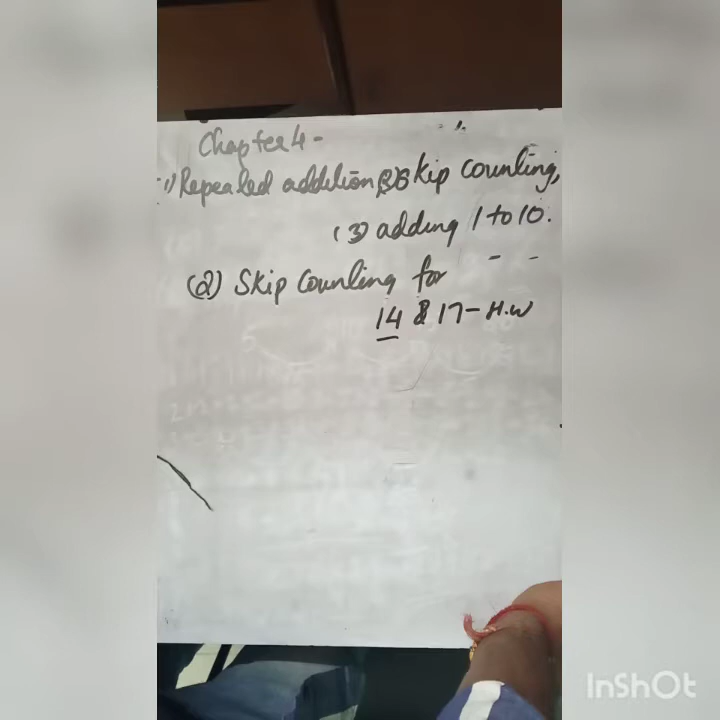 Chapter 4 -
1) Repeated addition (2) Skip counting,
(3) adding 1 to 10.
(2) Skip Counting for
14 & 17 - H.W
InShOt